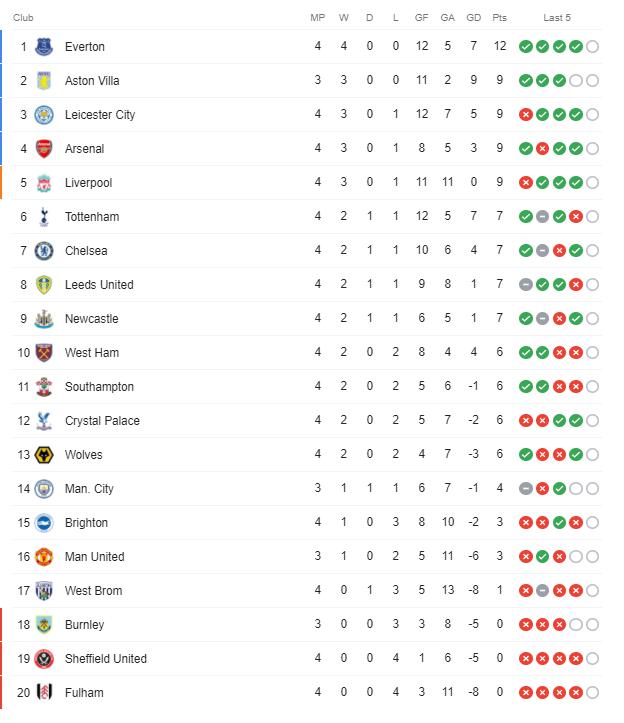 Club MP W D L GF GA GD Pts Last 5
1 Everton 4 4 0 0 12 5 7 12
2 Aston Villa 3 3 0 0 11 2 9 9
3 Leicester City 4 3 0 1 12 7 5 9
4 Arsenal 4 3 0 1 8 5 3 9
5 Liverpool 4 3 0 1 11 11 0 9
6 Tottenham 4 2 1 1 12 5 7 7
7 Chelsea 4 2 1 1 10 6 4 7
8 Leeds United 4 2 1 1 9 8 1 7
9 Newcastle 4 2 1 1 6 5 1 7
10 West Ham 4 2 0 2 8 4 4 6
11 Southampton 4 2 0 2 5 6 -1 6
12 Crystal Palace 4 2 0 2 5 7 -2 6
13 Wolves 4 2 0 2 4 7 -3 6
14 Man. City 3 1 1 1 6 7 -1 4
15 Brighton 4 1 0 3 8 10 -2 3
16 Man United 3 1 0 2 5 11 -6 3
17 West Brom 4 0 1 3 5 13 -8 1
18 Burnley 3 0 0 3 3 8 -5 0
19 Sheffield United 4 0 0 4 1 6 -5 0
20 Fulham 4 0 0 4 3 11 -8 0